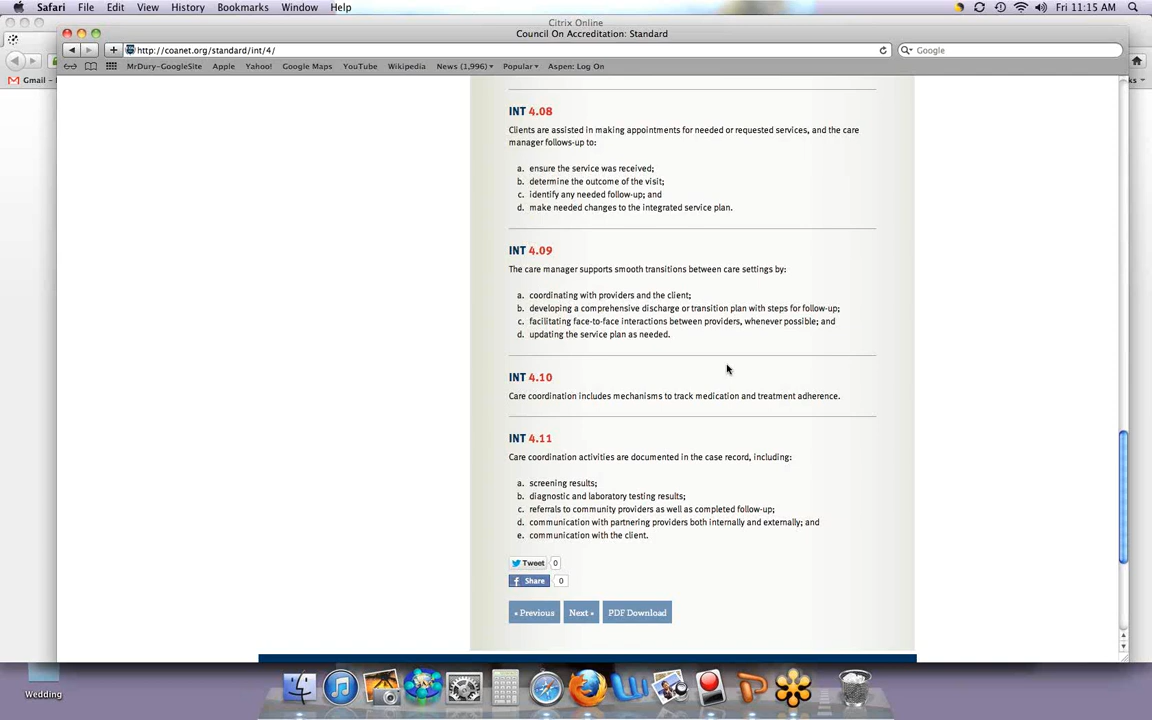 Safari File Edit View History Bookmarks Window Help Fri 11:15 AM
Citrix Online
Council On Accreditation: Standard
http://coanet.org/standard/int/4/ Google
MrDury-GoogleSite Apple Yahoo! Google Maps YouTube Wikipedia News (1,996) Popular Aspen: Log On
Gmail -
INT 4.08
Clients are assisted in making appointments for needed or requested services, and the care
manager follows-up to:
a. ensure the service was received;
b. determine the outcome of the visit;
c. identify any needed follow-up; and
d. make needed changes to the integrated service plan.
INT 4.09
The care manager supports smooth transitions between care settings by:
a. coordinating with providers and the client;
b. developing a comprehensive discharge or transition plan with steps for follow-up;
c. facilitating face-to-face interactions between providers, whenever possible; and
d. updating the service plan as needed.
INT 4.10
Care coordination includes mechanisms to track medication and treatment adherence.
INT 4.11
Care coordination activities are documented in the case record, including:
a. screening results;
b. diagnostic and laboratory testing results;
c. referrals to community providers as well as completed follow-up;
d. communication with partnering providers both internally and externally; and
e. communication with the client.
Tweet 0
Share 0
« Previous Next » PDF Download
Wedding